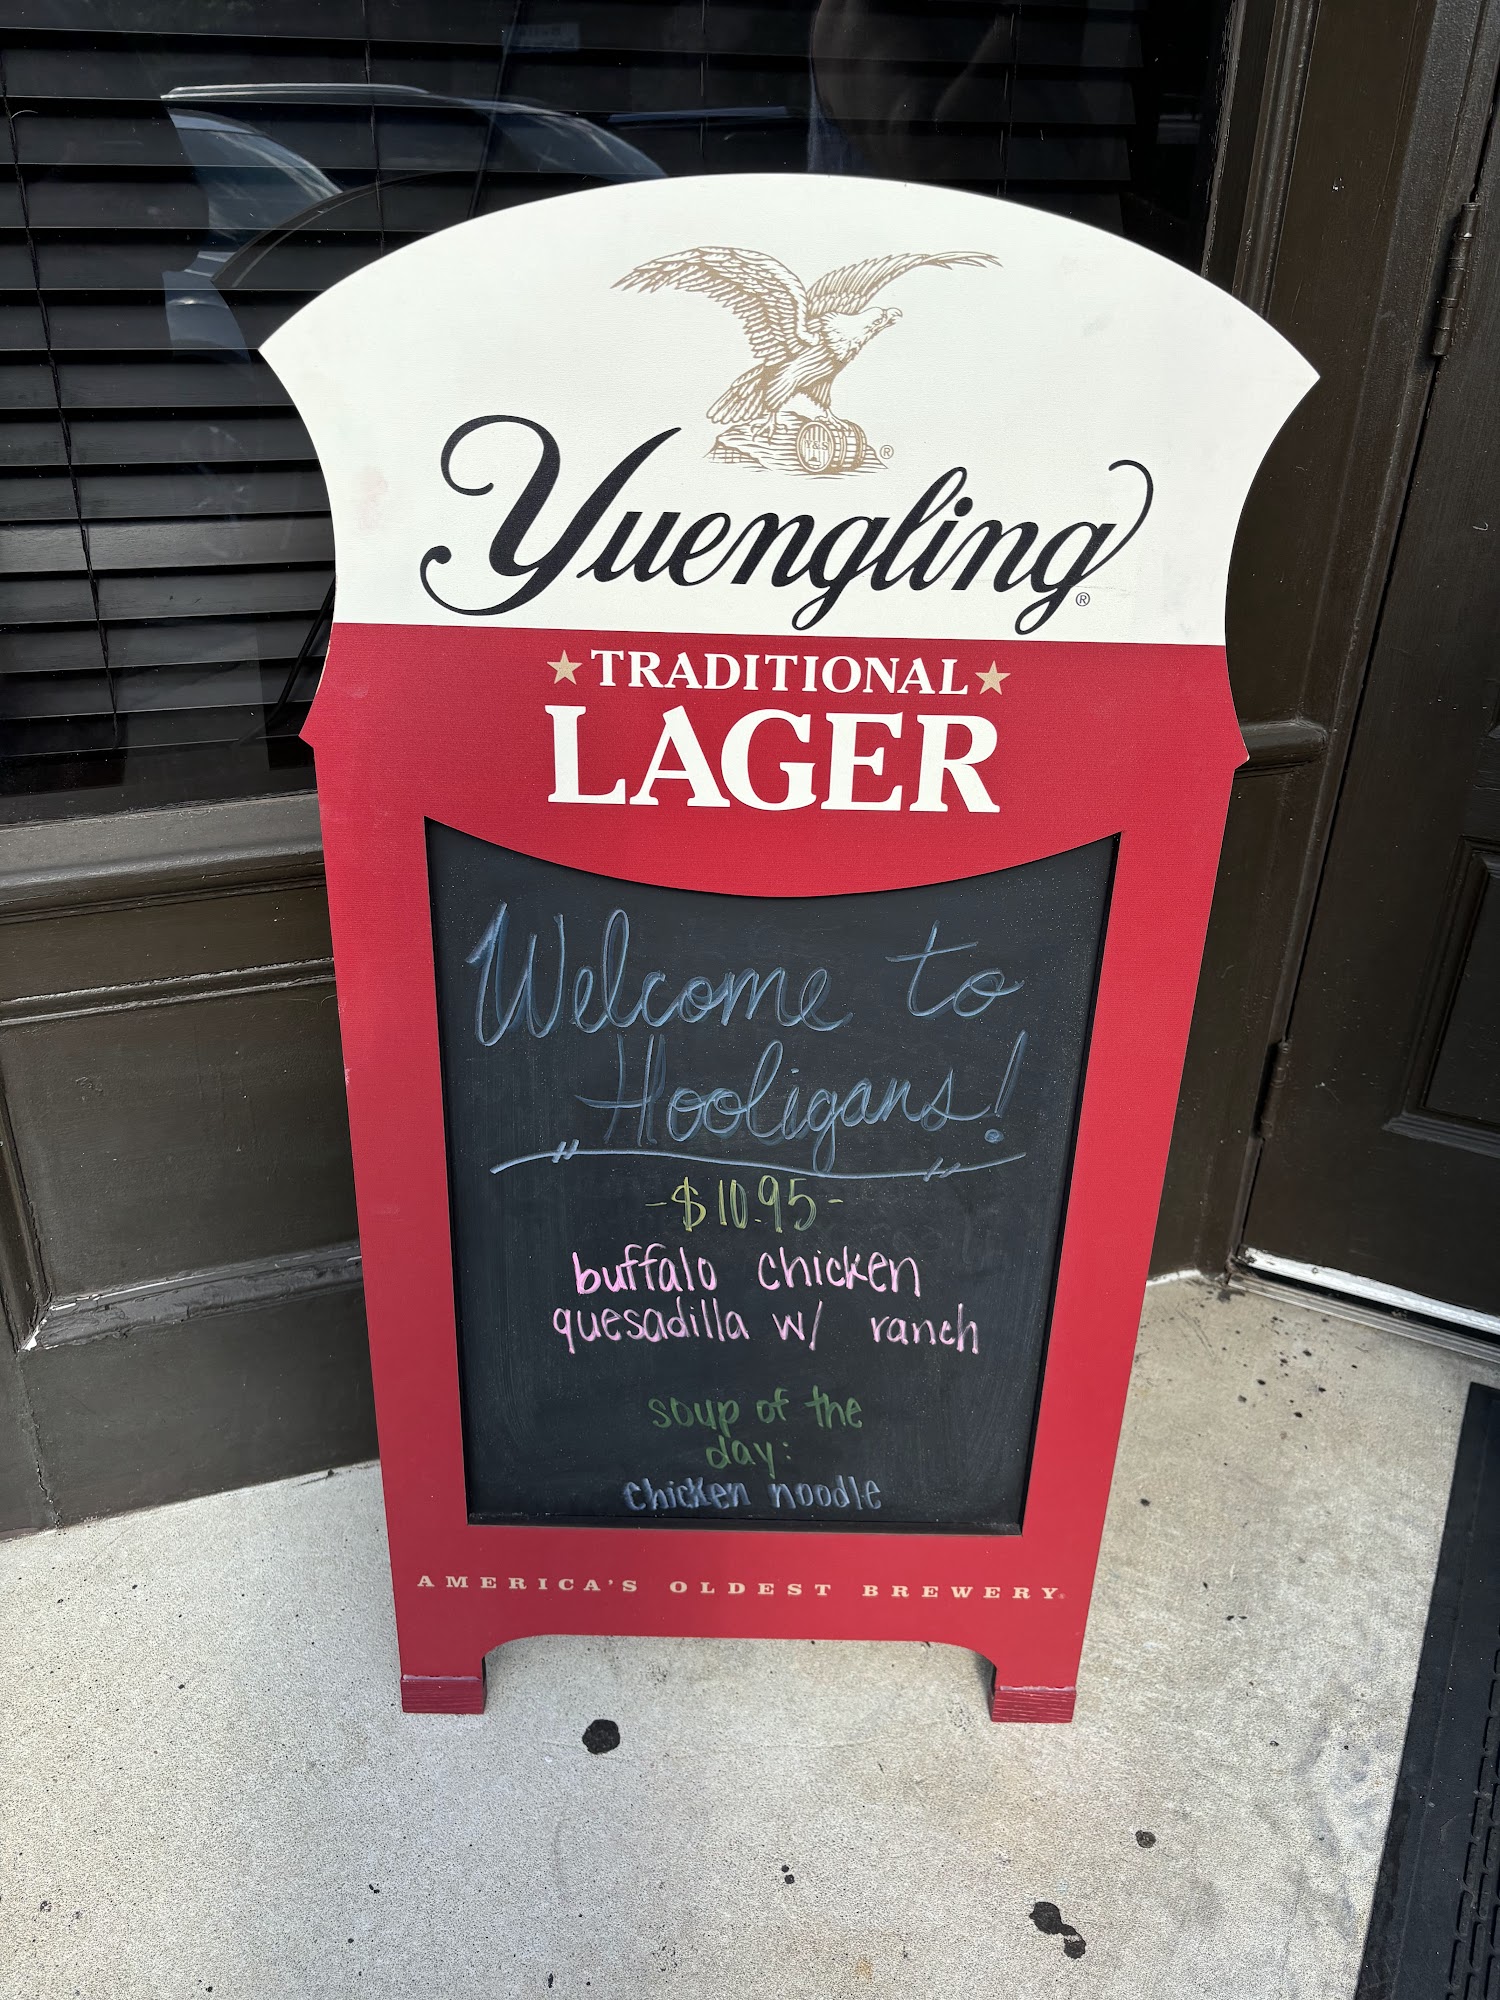 Y&S
®
Yuengling®
TRADITIONAL
LAGER
Welcome to
Hooligans!
-$10.95-
buffalo chicken
quesadilla w/ ranch
soup of the
day:
chicken noodle
AMERICA'S OLDEST BREWERY